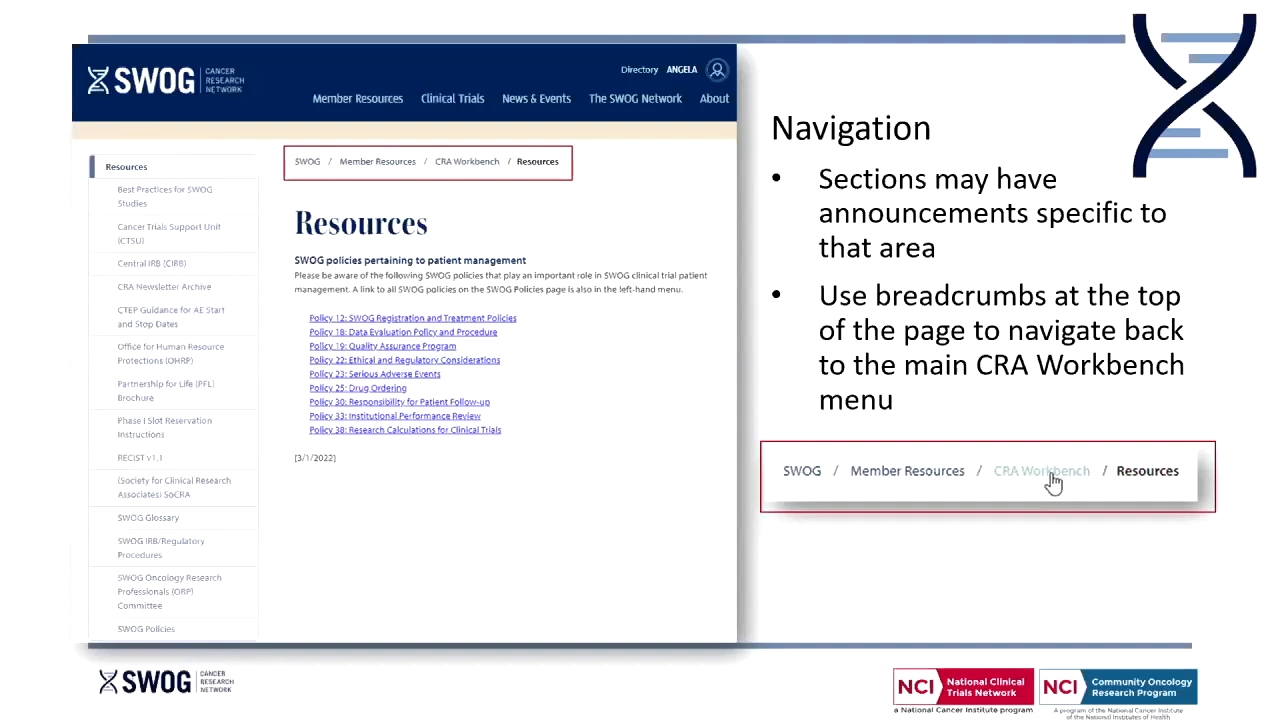 SWOG
CANCER
RESEARCH
NETWORK
Directory ANGELA
Member Resources Clinical Trials News & Events The SWOG Network About
SWOG / Member Resources / CRA Workbench / Resources
Resources
Best Practices for SWOG
Studies
Cancer Trials Support Unit
(CTSU)
Central IRB (CIRB)
CRA Newsletter Archive
CTEP Guidance for AE Start
and Stop Dates
Office for Human Resource
Protections (OHRP)
Partnership for Life (PFL)
Brochure
Phase I Slot Reservation
Instructions
RECIST v1.1
(Society for Clinical Research
Associates) SoCRA
SWOG Glossary
SWOG IRB/Regulatory
Procedures
SWOG Oncology Research
Professionals (ORP)
Committee
SWOG Policies
Resources
SWOG policies pertaining to patient management
Please be aware of the following SWOG policies that play an important role in SWOG clinical trial patient
management. A link to all SWOG policies on the SWOG Policies page is also in the left-hand menu.
Policy 12: SWOG Registration and Treatment Policies
Policy 18: Data Evaluation Policy and Procedure
Policy 19: Quality Assurance Program
Policy 22: Ethical and Regulatory Considerations
Policy 23: Serious Adverse Events
Policy 25: Drug Ordering
Policy 30: Responsibility for Patient Follow-up
Policy 33: Institutional Performance Review
Policy 38: Research Calculations for Clinical Trials
[3/1/2022]
Navigation
• Sections may have
announcements specific to
that area
• Use breadcrumbs at the top
of the page to navigate back
to the main CRA Workbench
menu
SWOG / Member Resources / CRA Workbench / Resources
SWOG
CANCER
RESEARCH
NETWORK
NCI National Clinical
Trials Network
a National Cancer Institute program
NCI Community Oncology
Research Program
A program of the National Cancer Institute
of the National Institutes of Health